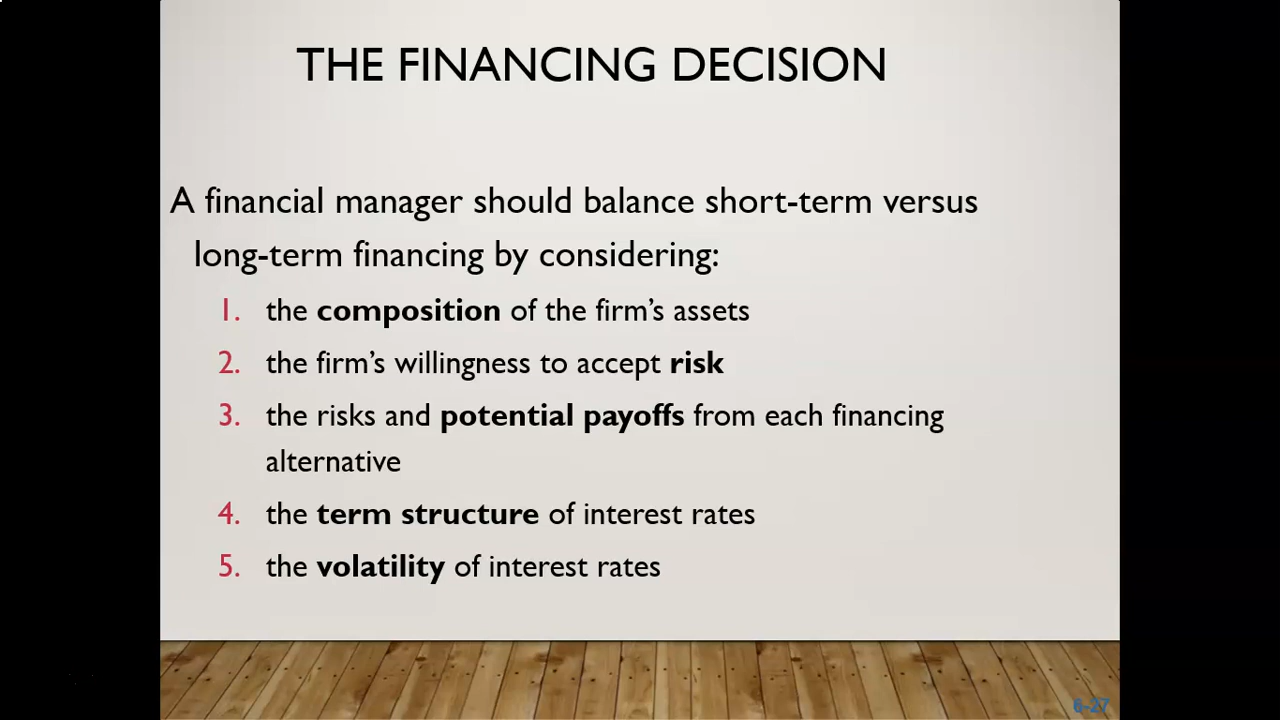 THE FINANCING DECISION
A financial manager should balance short-term versus
long-term financing by considering:
1. the composition of the firm’s assets
2. the firm’s willingness to accept risk
3. the risks and potential payoffs from each financing
alternative
4. the term structure of interest rates
5. the volatility of interest rates
6-27